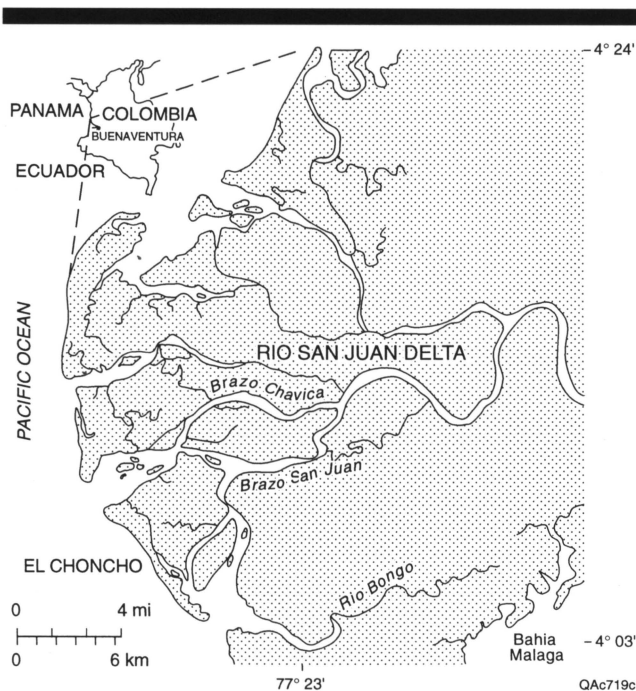 4° 24'
PANAMA
COLOMBIA
BUENAVENTURA
ECUADOR
PACIFIC OCEAN
RIO SAN JUAN DELTA
Brazo Chavica
Brazo San Juan
EL CHONCHO
Rio Bongo
0 4 mi
0 6 km
Bahia
Malaga
4° 03'
77° 23'
QAc719c